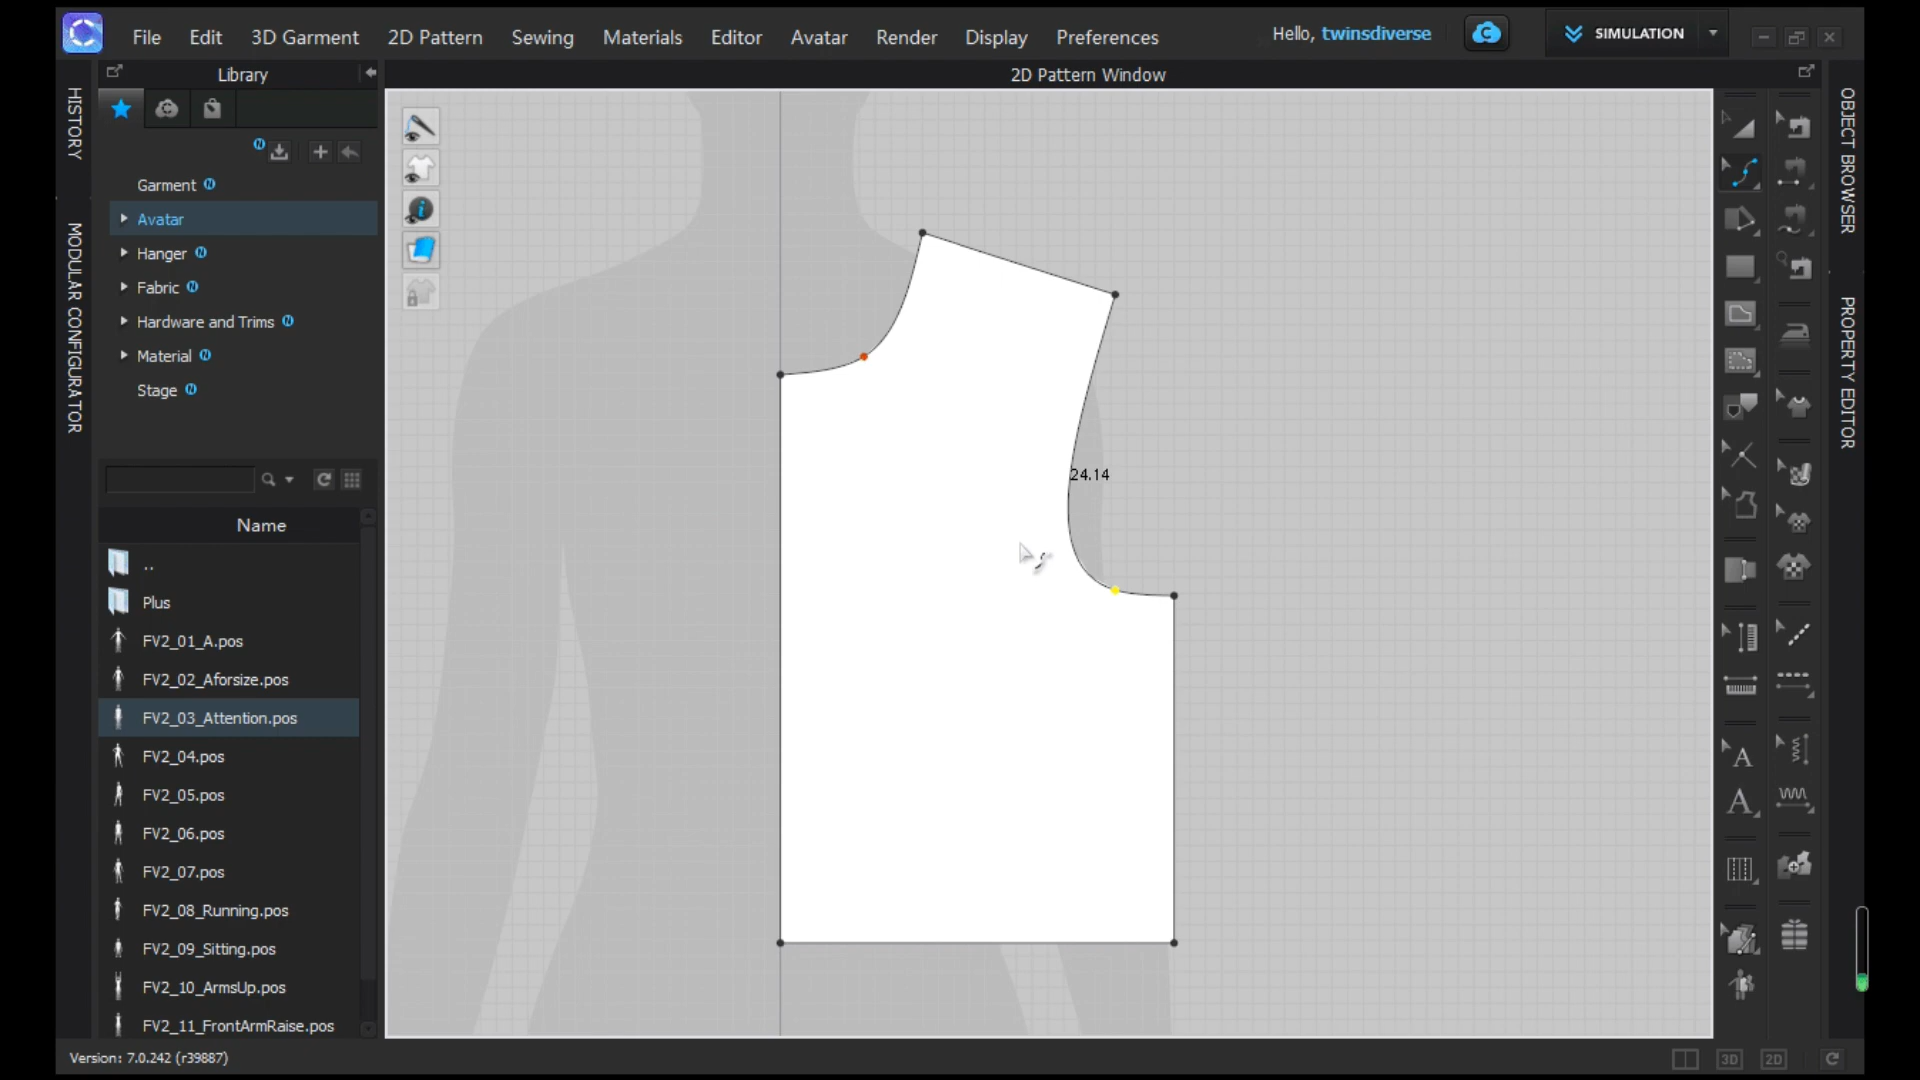 File Edit 3D Garment 2D Pattern Sewing Materials Editor Avatar Render Display Preferences Hello, twinsdiverse SIMULATION
Library
2D Pattern Window
HISTORY
MODULAR CONFIGURATOR
Garment
Avatar
Hanger
Fabric
Hardware and Trims
Material
Stage
Name
..
Plus
FV2_01_A.pos
FV2_02_Aforsize.pos
FV2_03_Attention.pos
FV2_04.pos
FV2_05.pos
FV2_06.pos
FV2_07.pos
FV2_08_Running.pos
FV2_09_Sitting.pos
FV2_10_ArmsUp.pos
FV2_11_FrontArmRaise.pos
24.14
OBJECT BROWSER
PROPERTY EDITOR
Version: 7.0.242 (r39887)
3D
2D